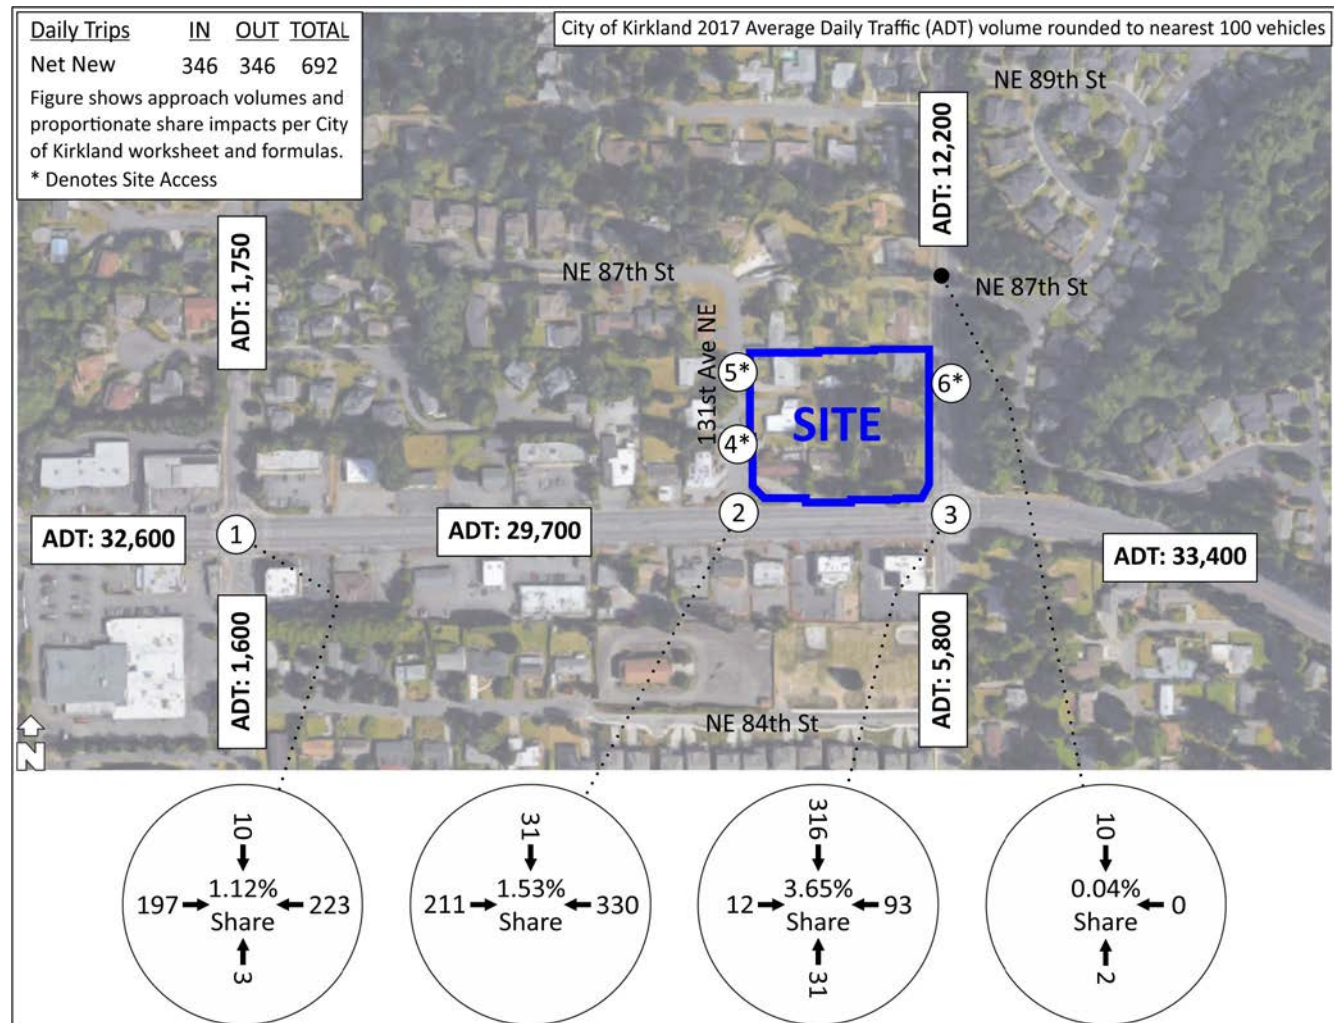 Daily Trips IN OUT TOTAL
Net New 346 346 692
Figure shows approach volumes and
proportionate share impacts per City
of Kirkland worksheet and formulas.
* Denotes Site Access
City of Kirkland 2017 Average Daily Traffic (ADT) volume rounded to nearest 100 vehicles
NE 89th St
ADT: 12,200
ADT: 1,750
NE 87th St
NE 87th St
131st Ave NE
5*
6*
SITE
4*
2
3
1
ADT: 32,600
ADT: 29,700
ADT: 33,400
ADT: 1,600
ADT: 5,800
NE 84th St
N
10
197 1.12% 223
Share
3
31
211 1.53% 330
Share
316
12 3.65% 93
Share
31
10
0.04% 0
Share
2